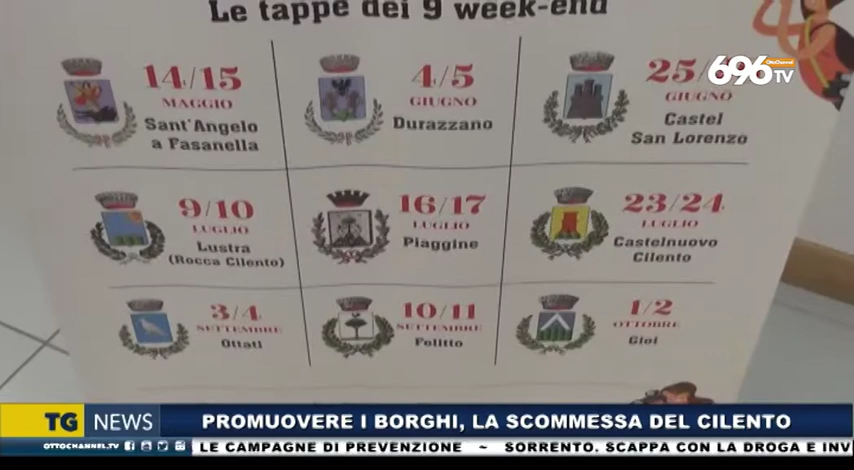 Le tappe dei 9 week-end
14/15
MAGGIO
Sant'Angelo
a Fasanella
4/5
GIUGNO
Durazzano
25/
GIUGNO
Castel
San Lorenzo
9/10
LUGLIO
Lustra
(Rocca Cilento)
16/17
LUGLIO
Piaggine
23/24
LUGLIO
Castelnuovo
Cilento
3/4
SETTEMBRE
Ottati
10/11
SETTEMBRE
Felitto
1/2
OTTOBRE
Gioi
OttoChannel
696
TV
TG NEWS
PROMUOVERE I BORGHI, LA SCOMMESSA DEL CILENTO
OTTOCHANNEL.TV
LE CAMPAGNE DI PREVENZIONE ~ SORRENTO. SCAPPA CON LA DROGA E INV